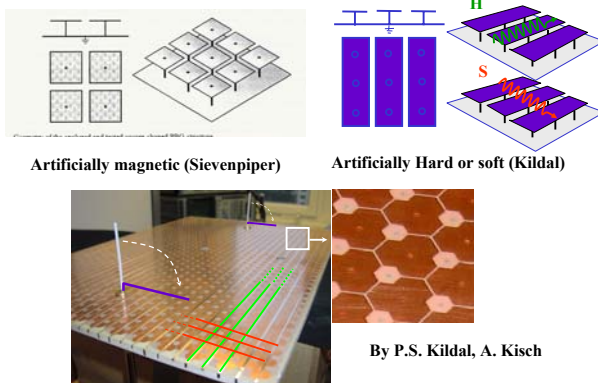 H
S
Artificially magnetic (Sievenpiper)
Artificially Hard or soft (Kildal)
By P.S. Kildal, A. Kisch